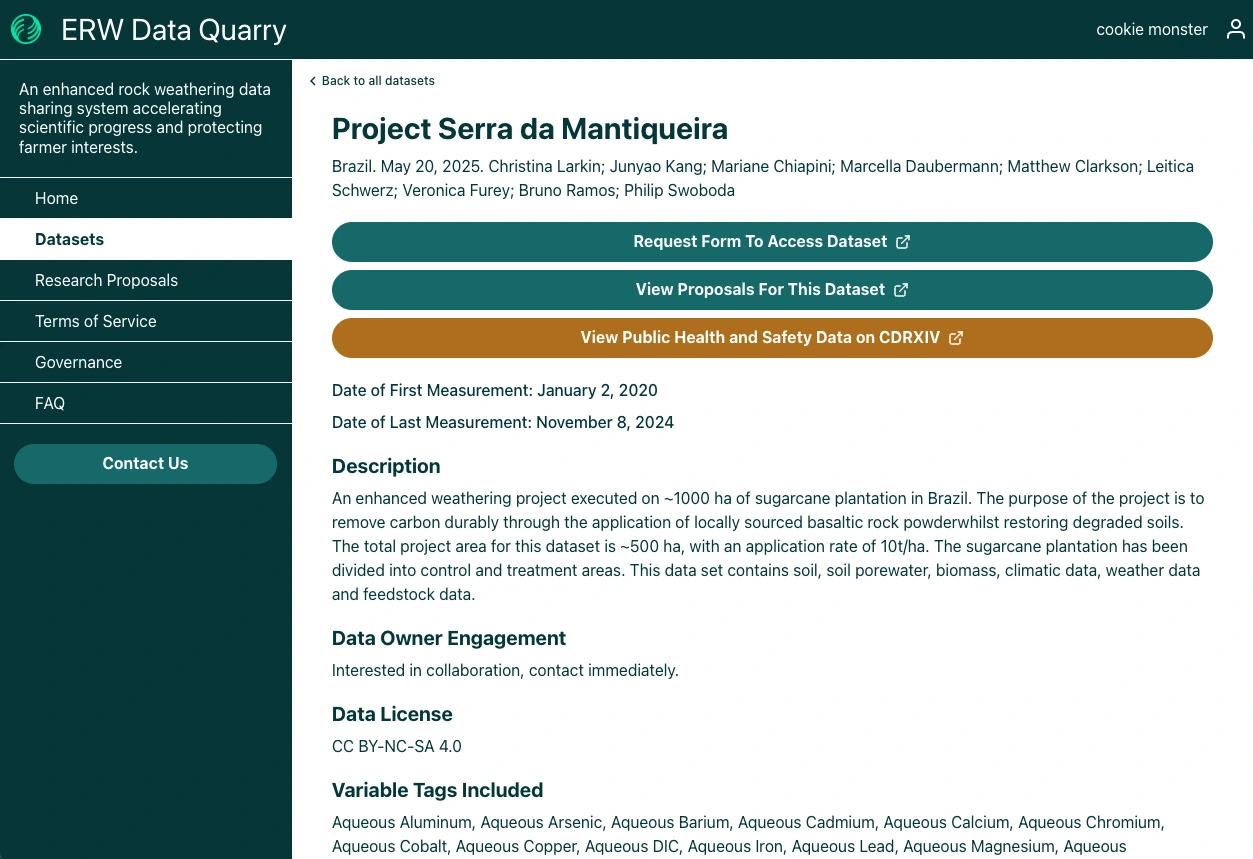 ERW Data Quarry
cookie monster
An enhanced rock weathering data
sharing system accelerating
scientific progress and protecting
farmer interests.
Home
Datasets
Research Proposals
Terms of Service
Governance
FAQ
Contact Us
Back to all datasets
Project Serra da Mantiqueira
Brazil. May 20, 2025. Christina Larkin; Junyao Kang; Mariane Chiapini; Marcella Daubermann; Matthew Clarkson; Leitica
Schwerz; Veronica Furey; Bruno Ramos; Philip Swoboda
Request Form To Access Dataset
View Proposals For This Dataset
View Public Health and Safety Data on CDRXIV
Date of First Measurement: January 2, 2020
Date of Last Measurement: November 8, 2024
Description
An enhanced weathering project executed on ~1000 ha of sugarcane plantation in Brazil. The purpose of the project is to
remove carbon durably through the application of locally sourced basaltic rock powderwhilst restoring degraded soils.
The total project area for this dataset is ~500 ha, with an application rate of 10t/ha. The sugarcane plantation has been
divided into control and treatment areas. This data set contains soil, soil porewater, biomass, climatic data, weather data
and feedstock data.
Data Owner Engagement
Interested in collaboration, contact immediately.
Data License
CC BY-NC-SA 4.0
Variable Tags Included
Aqueous Aluminum, Aqueous Arsenic, Aqueous Barium, Aqueous Cadmium, Aqueous Calcium, Aqueous Chromium,
Aqueous Cobalt, Aqueous Copper, Aqueous DIC, Aqueous Iron, Aqueous Lead, Aqueous Magnesium, Aqueous